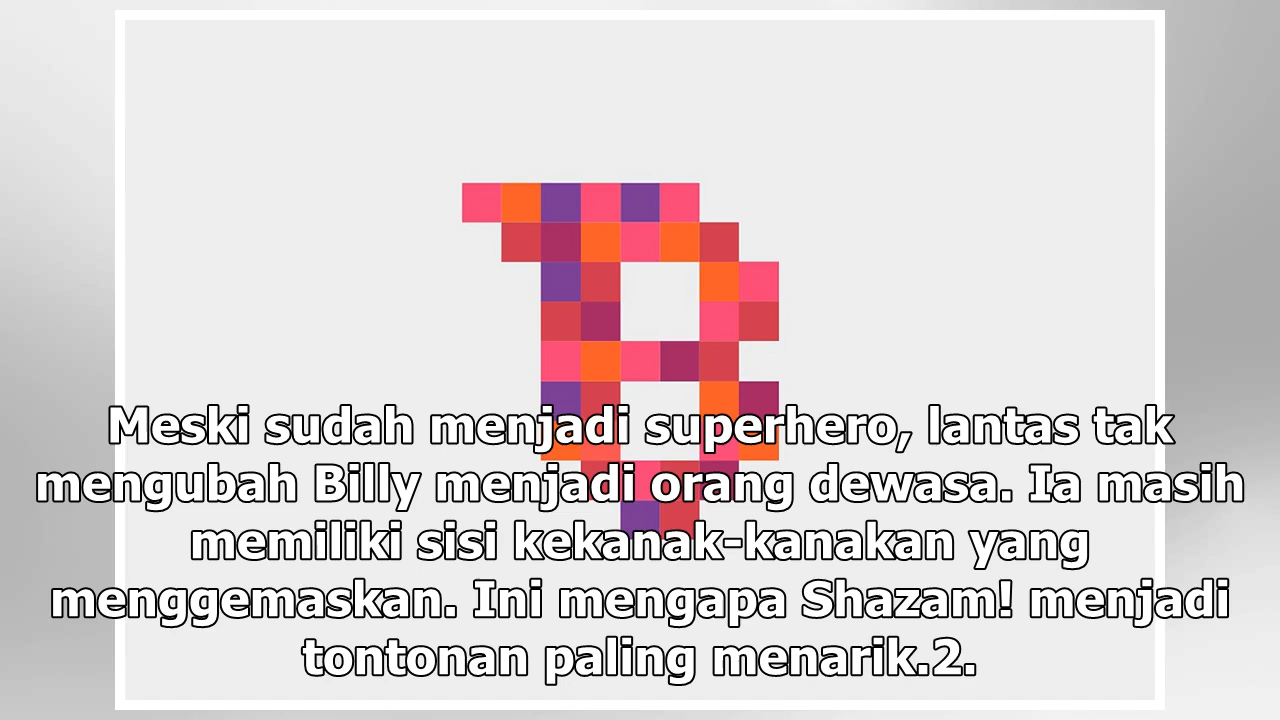 Meski sudah menjadi superhero, lantas tak
mengubah Billy menjadi orang dewasa. Ia masih
memiliki sisi kekanak-kanakan yang
menggemaskan. Ini mengapa Shazam! menjadi
tontonan paling menarik.2.